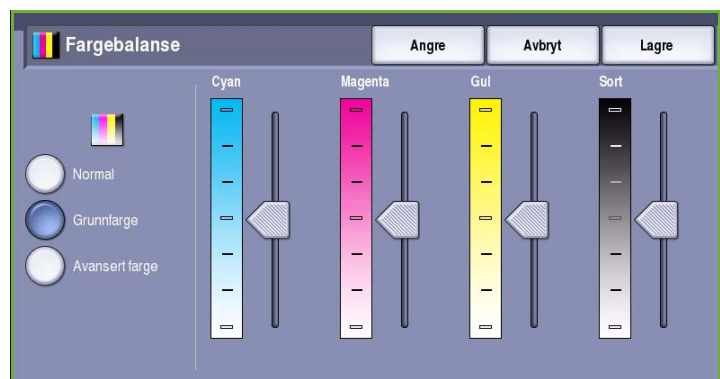 Fargebalanse
Angre
Avbryt
Lagre
Cyan
Magenta
Gul
Sort
Normal
Grunnfarge
Avansert farge